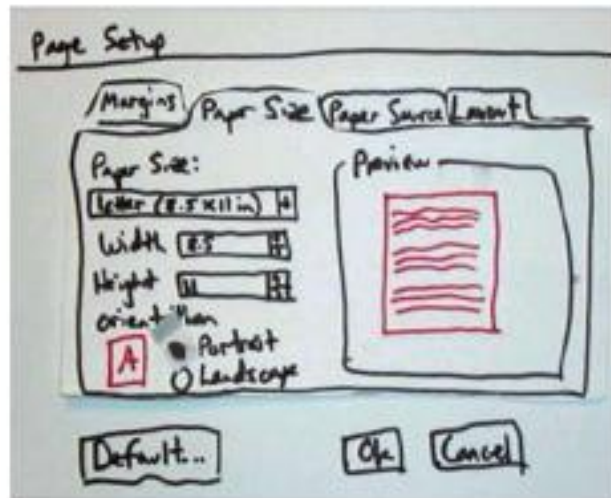 Page Setup
Margins Paper Size Paper Source Layout
Paper Size:
Preview
Letter (8.5 x 11 in)
Width 8.5
Height 11
orientation
A
Portrait
Landscape
Default...
Ok
Cancel